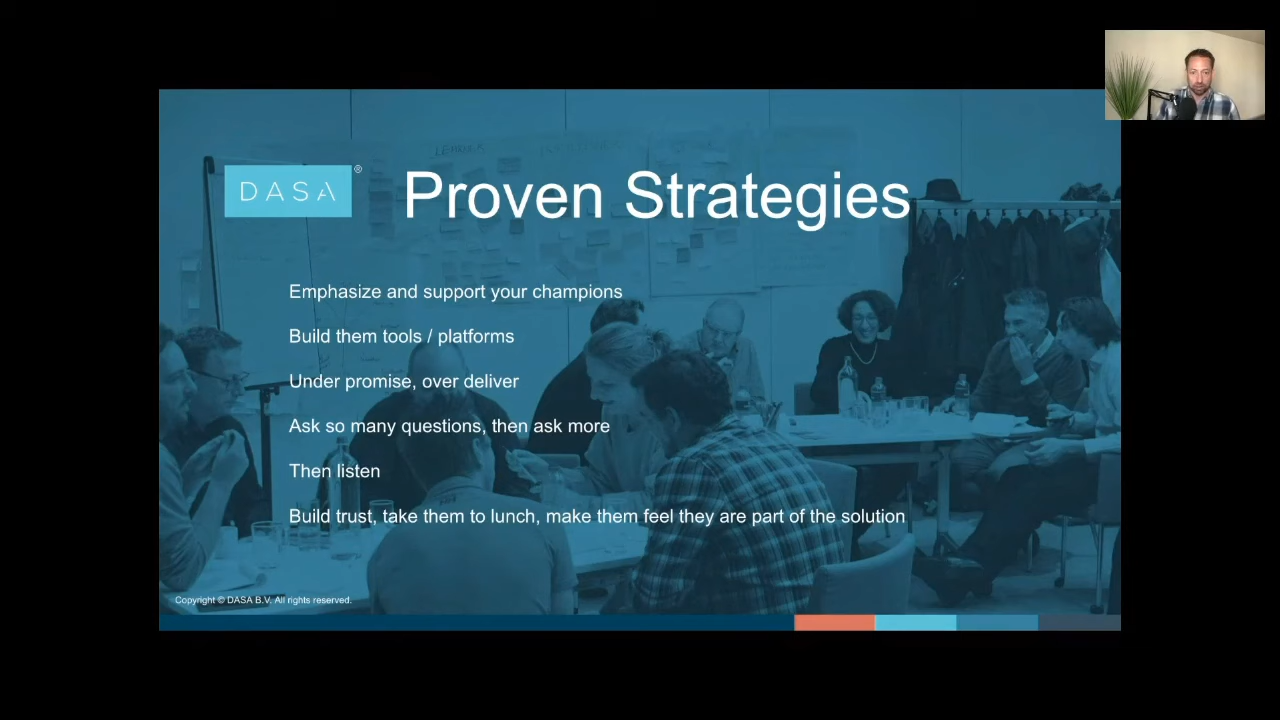 DASA®
Proven Strategies
Emphasize and support your champions
Build them tools / platforms
Under promise, over deliver
Ask so many questions, then ask more
Then listen
Build trust, take them to lunch, make them feel they are part of the solution
Copyright © DASA B.V. All rights reserved.